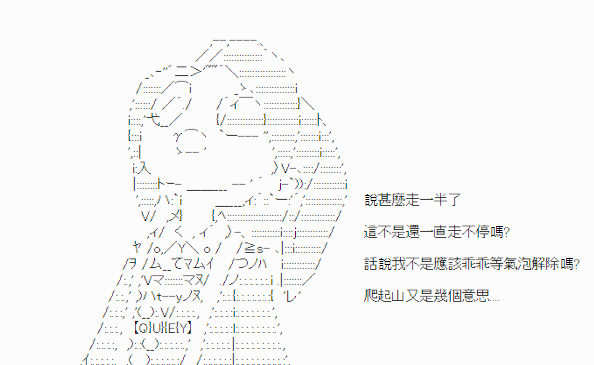 說甚麼走一半了
這不是還一直走不停嗎?
話說我不是應該乖乖等氣泡解除嗎?
爬起山又是幾個意思...
【Q}U}{E{Y】